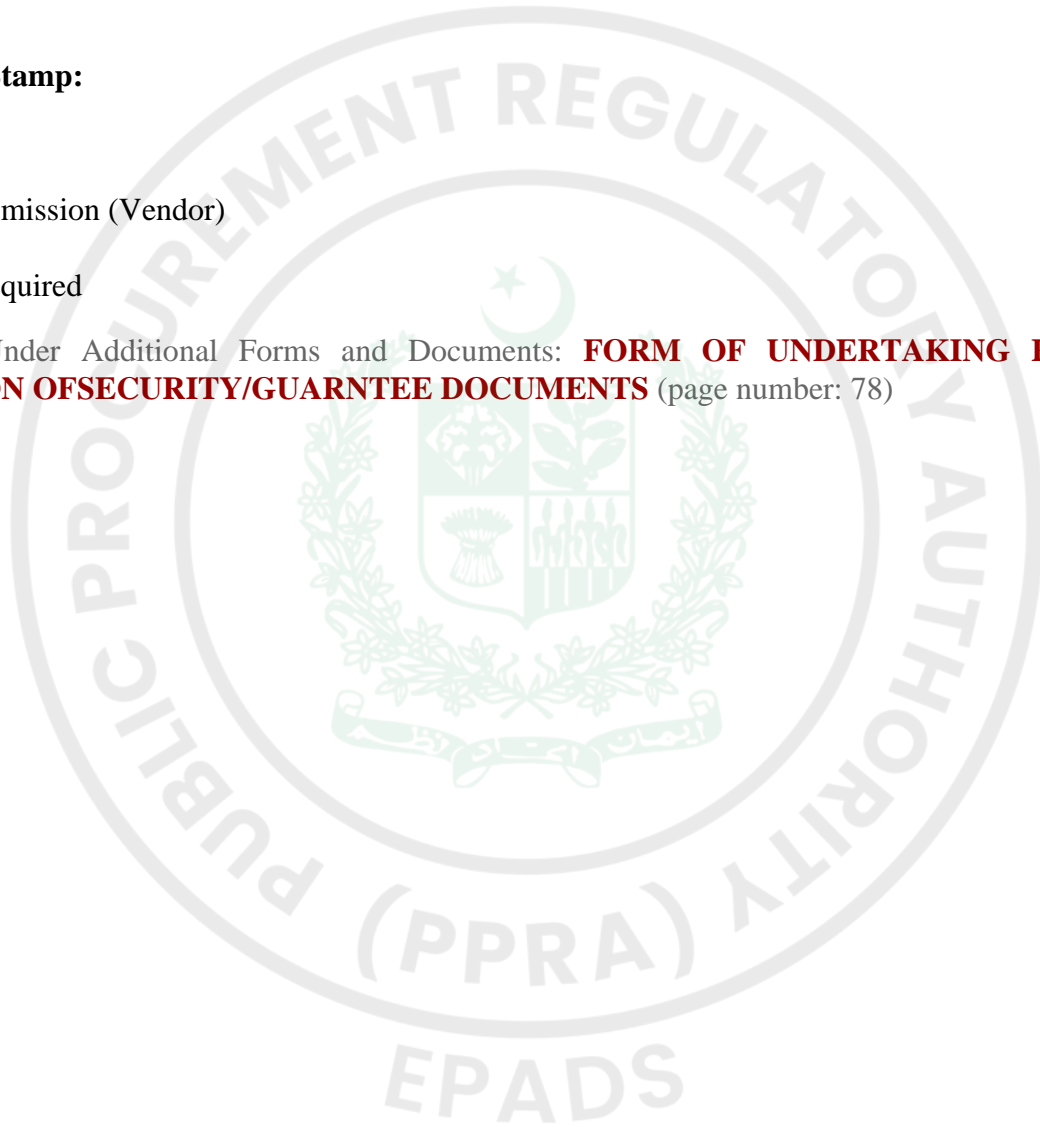 tamp:
mission (Vendor)
quired
nder Additional Forms and Documents: FORM OF UNDERTAKING
N OFSECURITY/GUARNTEE DOCUMENTS (page number: 78)
PUBLIC PROCUREMENT REGULATORY AUTHORITY
(PPRA)
EPADS